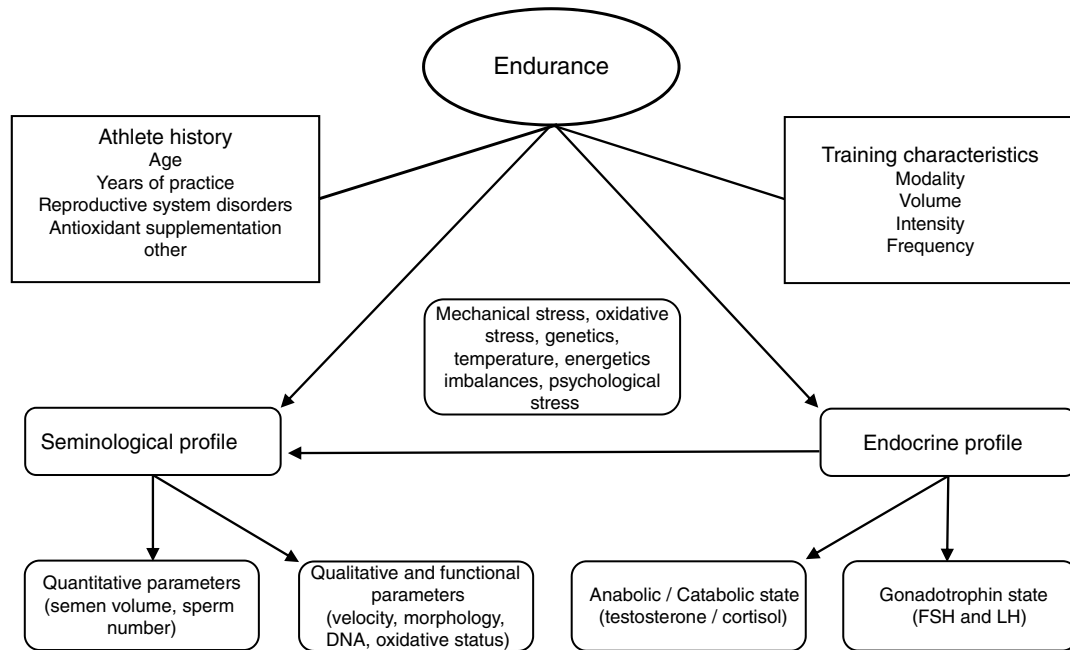 Endurance
Athlete history
Age
Years of practice
Reproductive system disorders
Antioxidant supplementation
other
Training characteristics
Modality
Volume
Intensity
Frequency
Mechanical stress, oxidative
stress, genetics,
temperature, energetics
imbalances, psychological
stress
Seminological profile
Endocrine profile
Quantitative parameters
(semen volume, sperm
number)
Qualitative and functional
parameters
(velocity, morphology,
DNA, oxidative status)
Anabolic / Catabolic state
(testosterone / cortisol)
Gonadotrophin state
(FSH and LH)